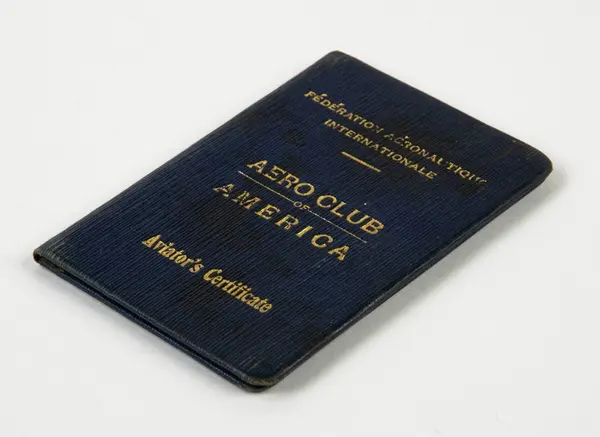 FÉDÉRATION AÉRONAUTIQUE
INTERNATIONALE
AERO CLUB
OF
AMERICA
Aviator's Certificate